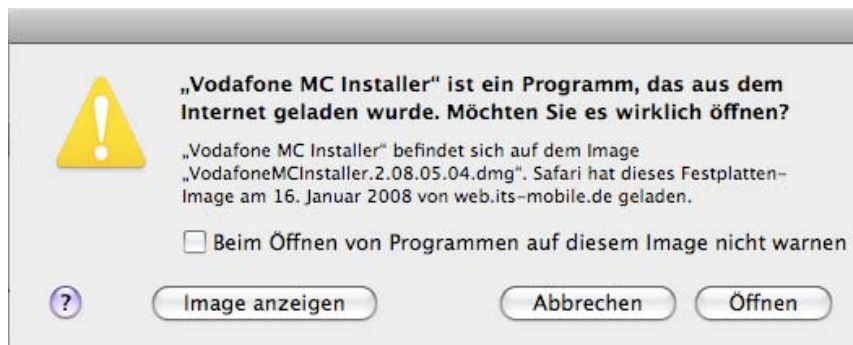 „Vodafone MC Installer“ ist ein Programm, das aus dem
Internet geladen wurde. Möchten Sie es wirklich öffnen?
„Vodafone MC Installer“ befindet sich auf dem Image
„VodafoneMCInstaller.2.08.05.04.dmg“. Safari hat dieses Festplatten-
Image am 16. Januar 2008 von web.its-mobile.de geladen.
Beim Öffnen von Programmen auf diesem Image nicht warnen
? Image anzeigen Abbrechen Öffnen